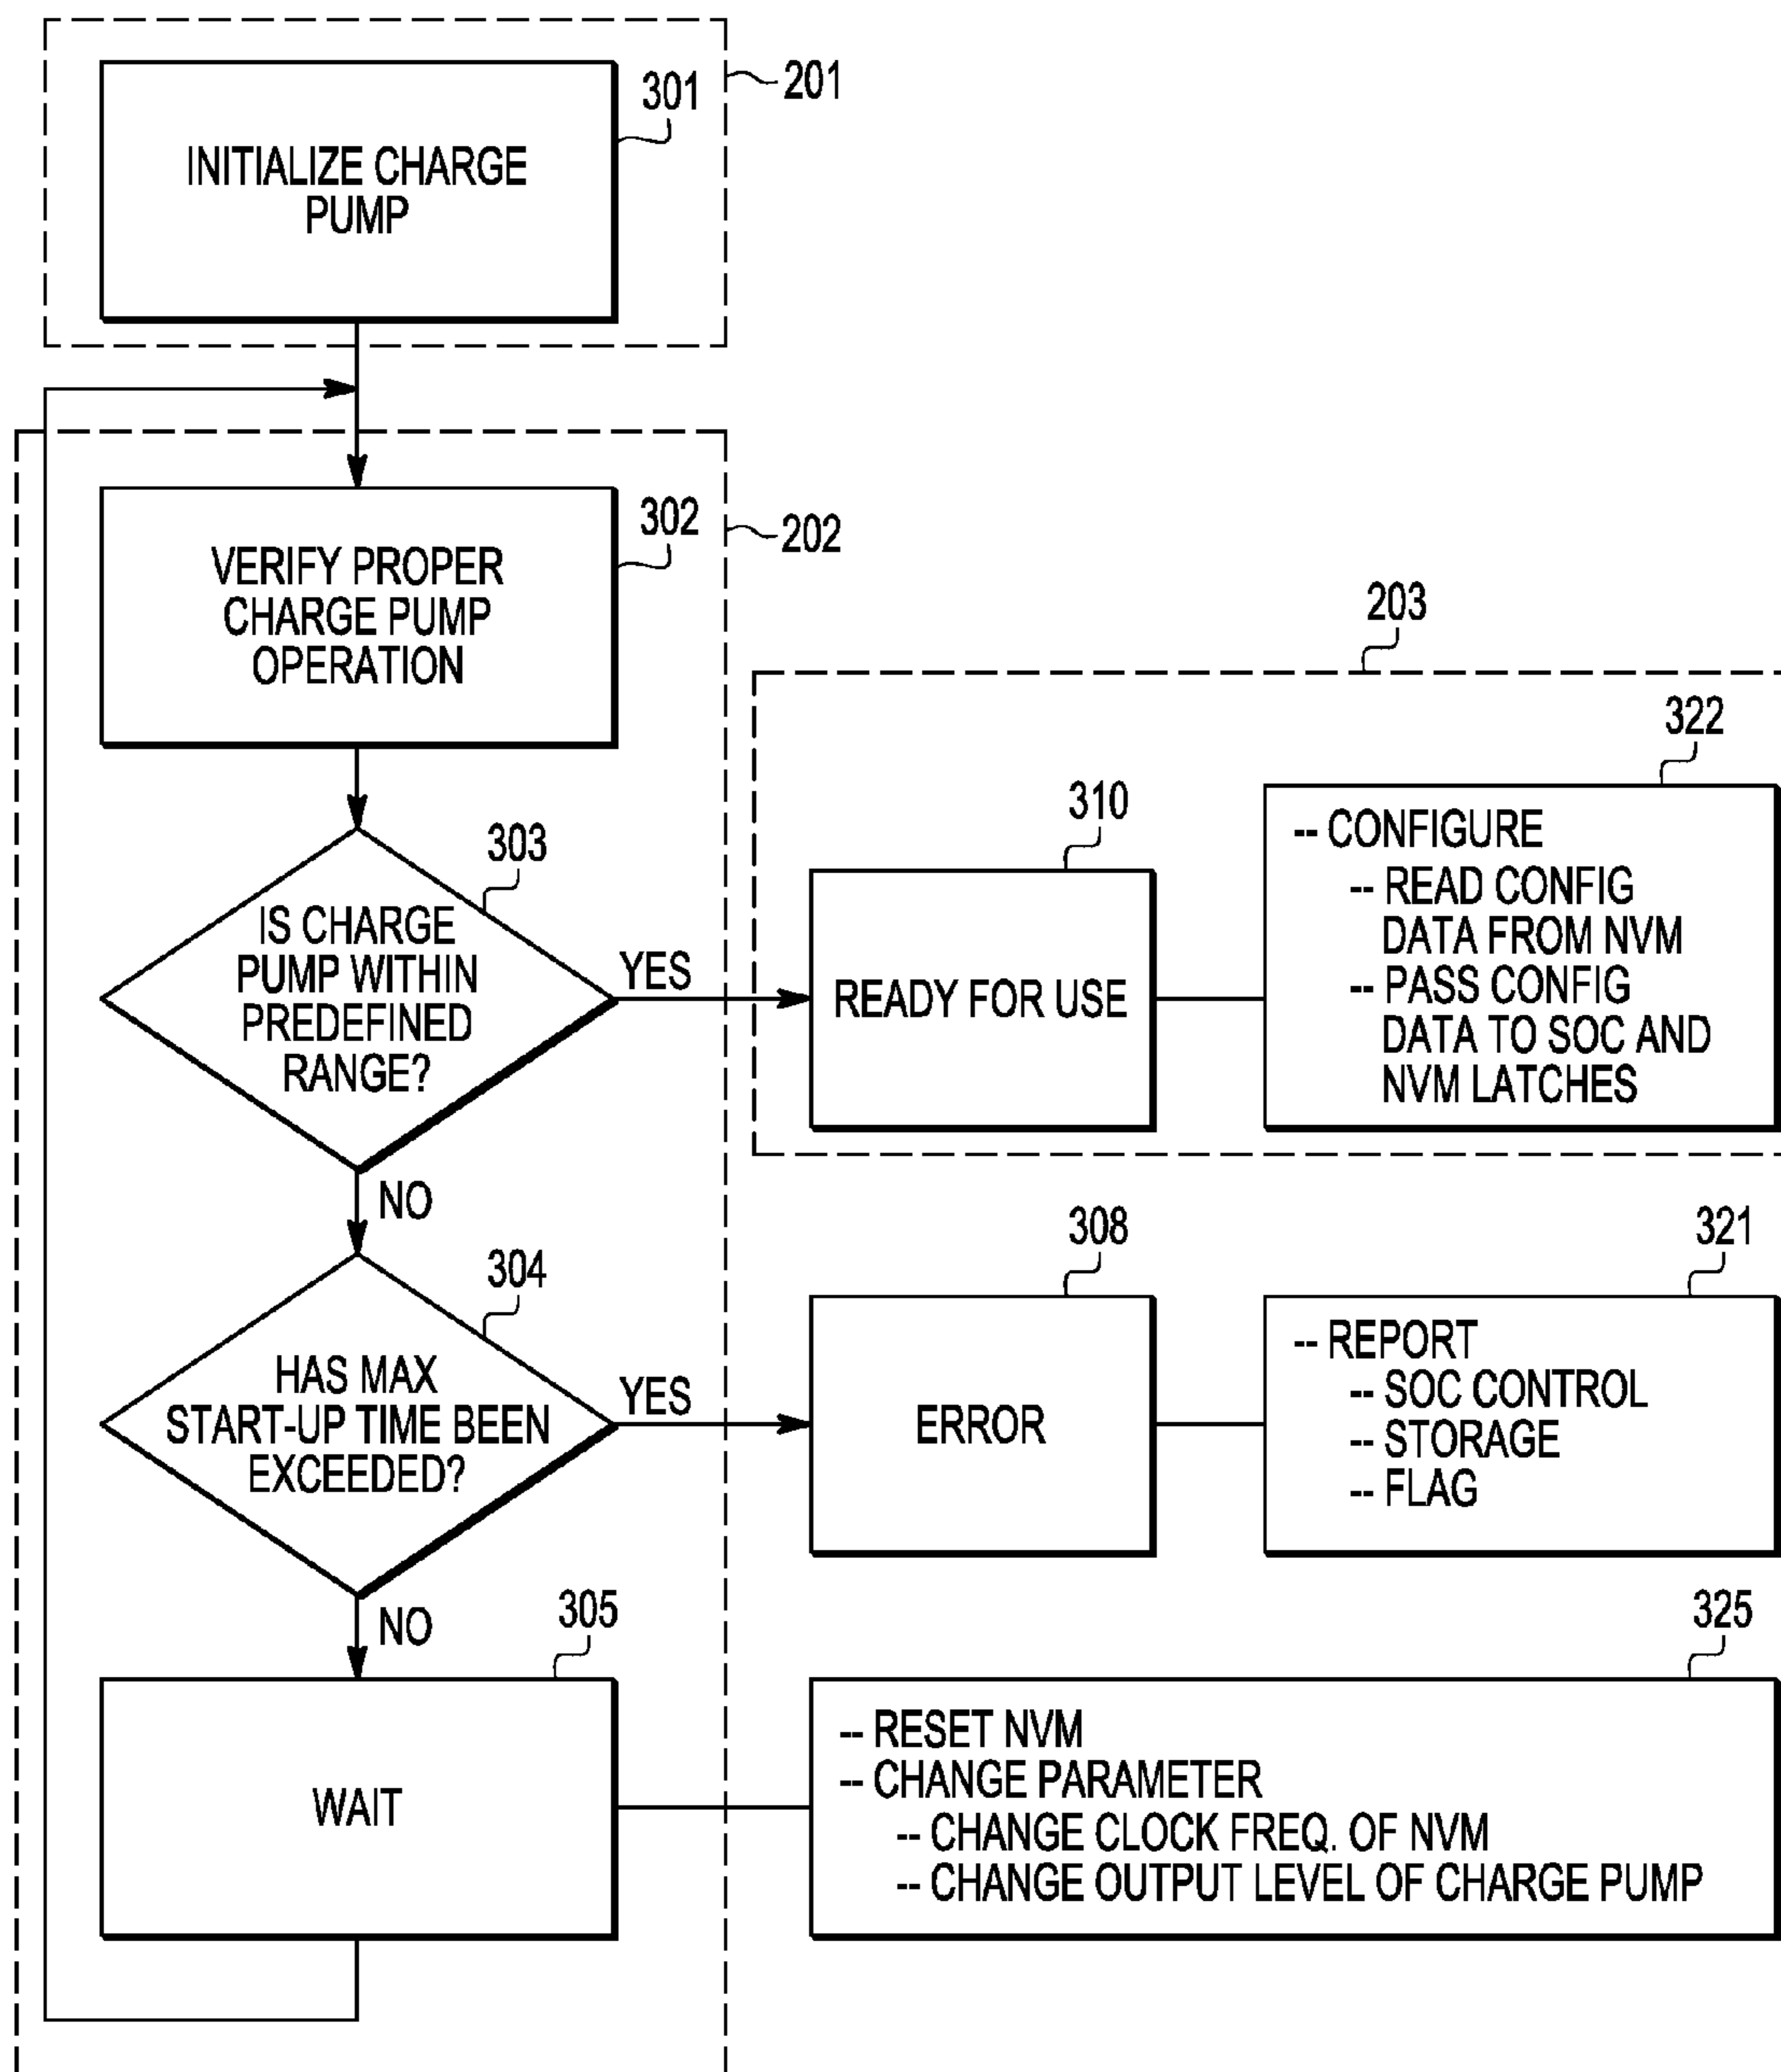 201
301
INITIALIZE CHARGE
PUMP
202
302
VERIFY PROPER
CHARGE PUMP
OPERATION
203
303
IS CHARGE
PUMP WITHIN
PREDEFINED
RANGE?
YES
NO
310
READY FOR USE
322
-- CONFIGURE
-- READ CONFIG
DATA FROM NVM
-- PASS CONFIG
DATA TO SOC AND
NVM LATCHES
304
HAS MAX
START-UP TIME BEEN
EXCEEDED?
YES
NO
308
ERROR
321
-- REPORT
-- SOC CONTROL
-- STORAGE
-- FLAG
305
WAIT
325
-- RESET NVM
-- CHANGE PARAMETER
-- CHANGE CLOCK FREQ. OF NVM
-- CHANGE OUTPUT LEVEL OF CHARGE PUMP